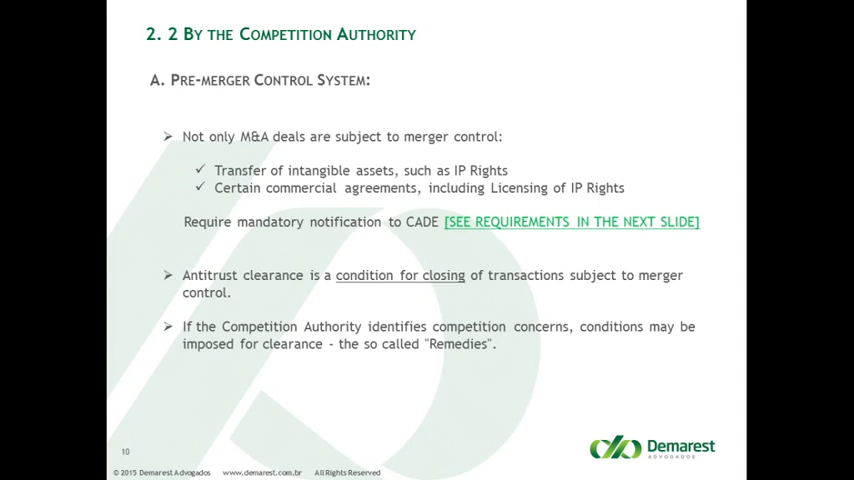 2. 2 By the Competition Authority
A. Pre-merger Control System:
➢ Not only M&A deals are subject to merger control:
✓ Transfer of intangible assets, such as IP Rights
✓ Certain commercial agreements, including Licensing of IP Rights
Require mandatory notification to CADE [SEE REQUIREMENTS IN THE NEXT SLIDE]
➢ Antitrust clearance is a condition for closing of transactions subject to merger
control.
➢ If the Competition Authority identifies competition concerns, conditions may be
imposed for clearance - the so called "Remedies".
10
Demarest
ADVOGADOS
© 2015 Demarest Advogados www.demarest.com.br All Rights Reserved